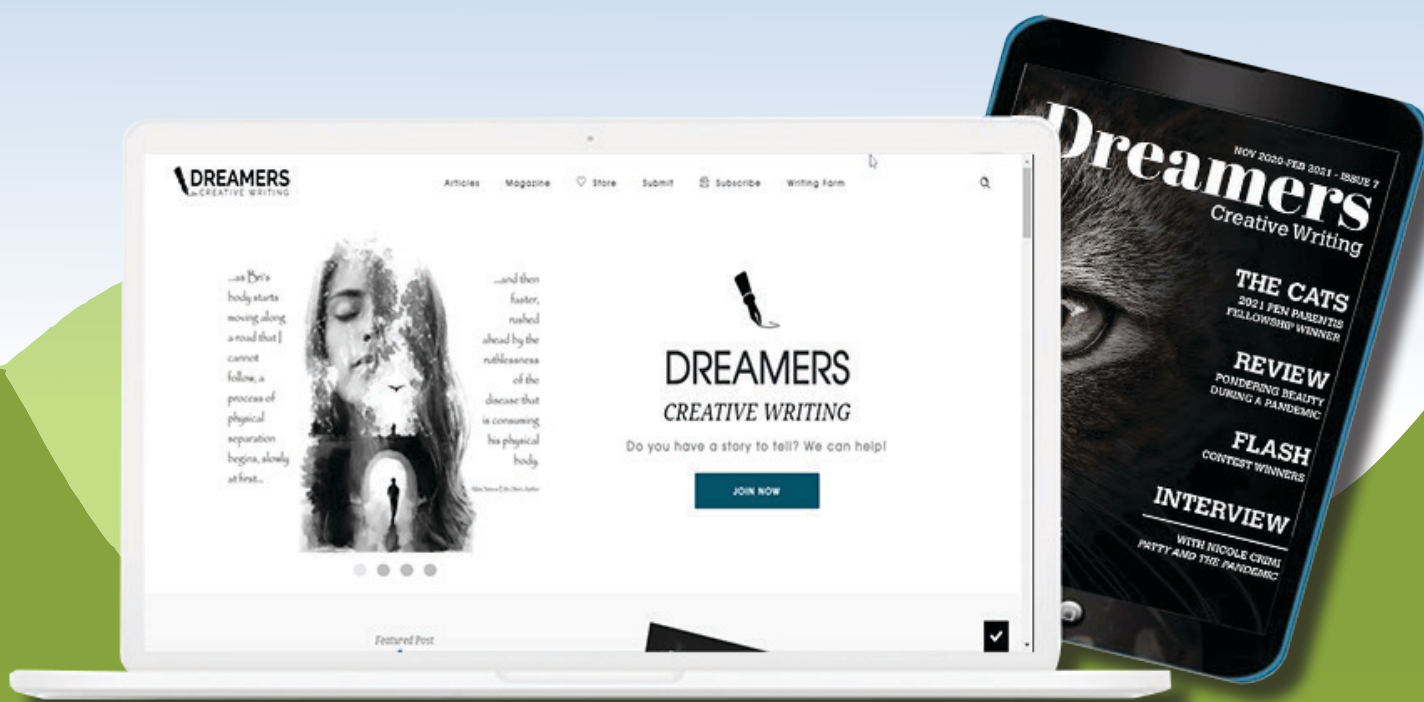 DREAMERS
CREATIVE WRITING
Articles Magazine Store Submit Subscribe Writing Farm
...as Bri's
body starts
moving along
a road that I
cannot
follow, a
process of
physical
separation
begins, slowly
at first...
...and then
faster,
rushed
ahead by the
ruthlessness
of the
disease that
is consuming
his physical
body.
DREAMERS
CREATIVE WRITING
Do you have a story to tell? We can help!
JOIN NOW
Featured Post
Dreamers
NOV 2020-FEB 2021 - ISSUE 7
Creative Writing
THE CATS
2021 PEN PARENTIS
FELLOWSHIP WINNER
REVIEW
PONDERING BEAUTY
DURING A PANDEMIC
FLASH
CONTEST WINNERS
INTERVIEW
WITH NICOLE CRIMI
PATTY AND THE PANDEMIC